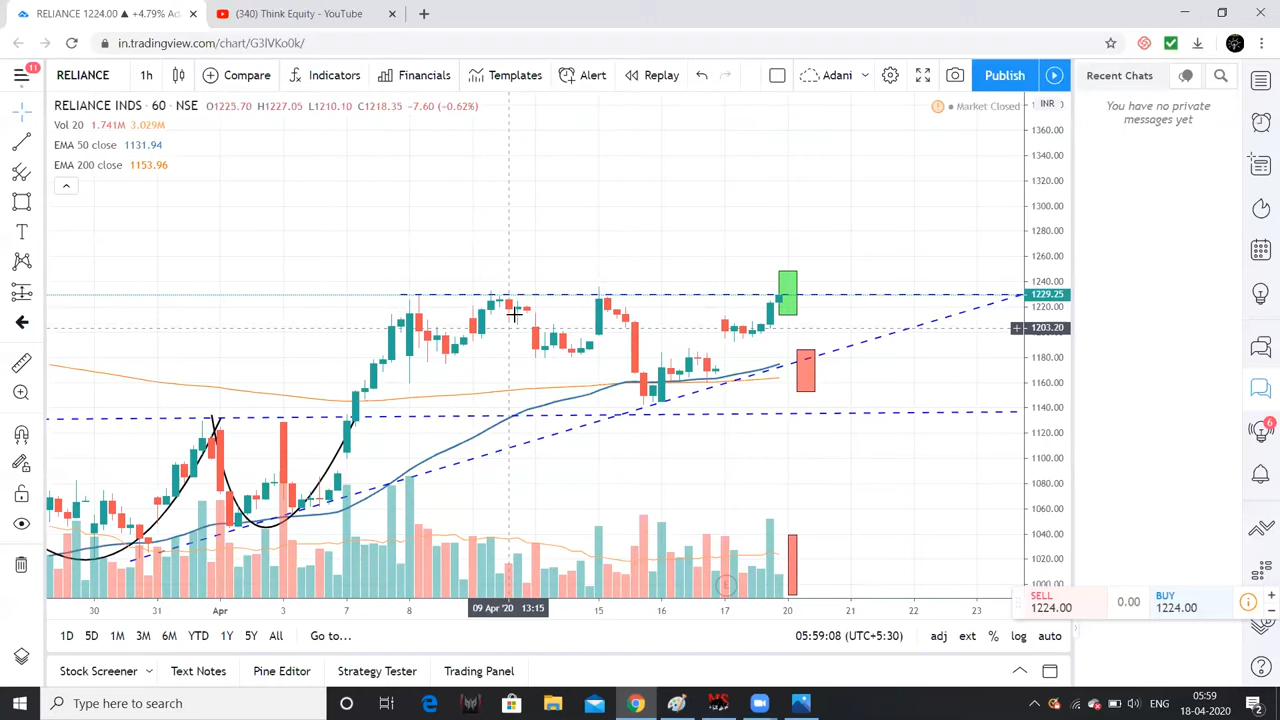 RELIANCE 1224.00 ▲ +4.79% Ad
(340) Think Equity - YouTube
in.tradingview.com/chart/G3lVKo0k/
11
RELIANCE
1h
Compare
Indicators
Financials
Templates
Alert
Replay
Adani
Publish
Recent Chats
RELIANCE INDS · 60 · NSE O1225.70 H1227.05 L1210.10 C1218.35 -7.60 (-0.62%)
Market Closed
INR
Vol 20 1.741M 3.029M
EMA 50 close 1131.94
EMA 200 close 1153.96
You have no private
messages yet
1360.00
1340.00
1320.00
1300.00
1280.00
1260.00
1240.00
1229.25
1220.00
1203.20
1180.00
1160.00
1140.00
1120.00
1100.00
1080.00
1060.00
1040.00
1020.00
1000.00
6
E
30
31
Apr
3
7
8
09 Apr '20 13:15
15
16
17
20
21
22
23
SELL
1224.00
0.00
BUY
1224.00
1D
5D
1M
3M
6M
YTD
1Y
5Y
All
Go to...
05:59:08 (UTC+5:30)
adj
ext
%
log
auto
Stock Screener
Text Notes
Pine Editor
Strategy Tester
Trading Panel
Type here to search
ENG
05:59
18-04-2020
2